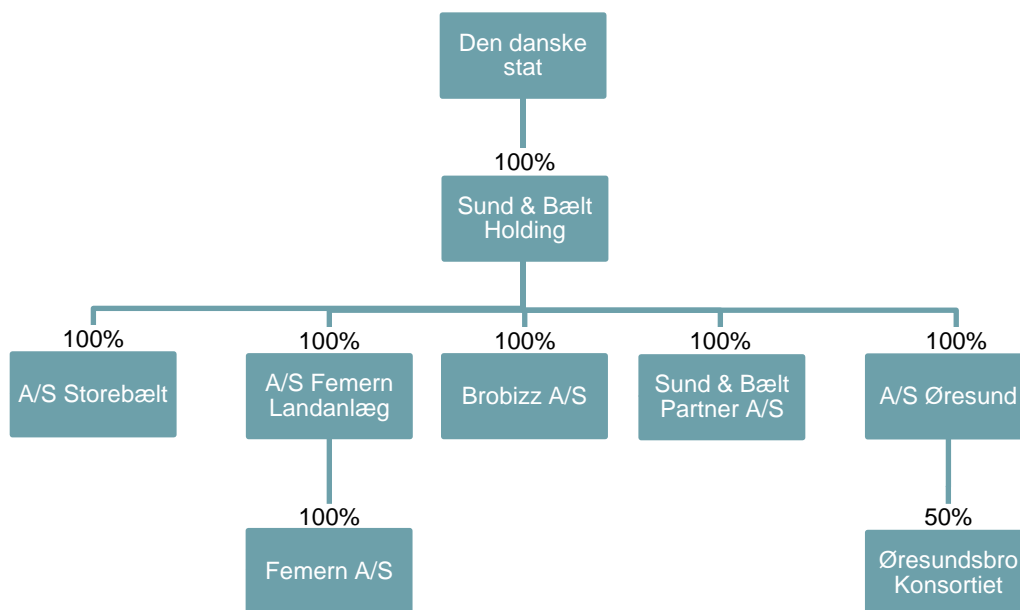 Den danske
stat
100%
Sund & Bælt
Holding
100%
100%
100%
100%
100%
A/S Storebælt
A/S Femern
Landanlæg
Brobizz A/S
Sund & Bælt
Partner A/S
A/S Øresund
100%
50%
Femern A/S
Øresundsbro
Konsortiet